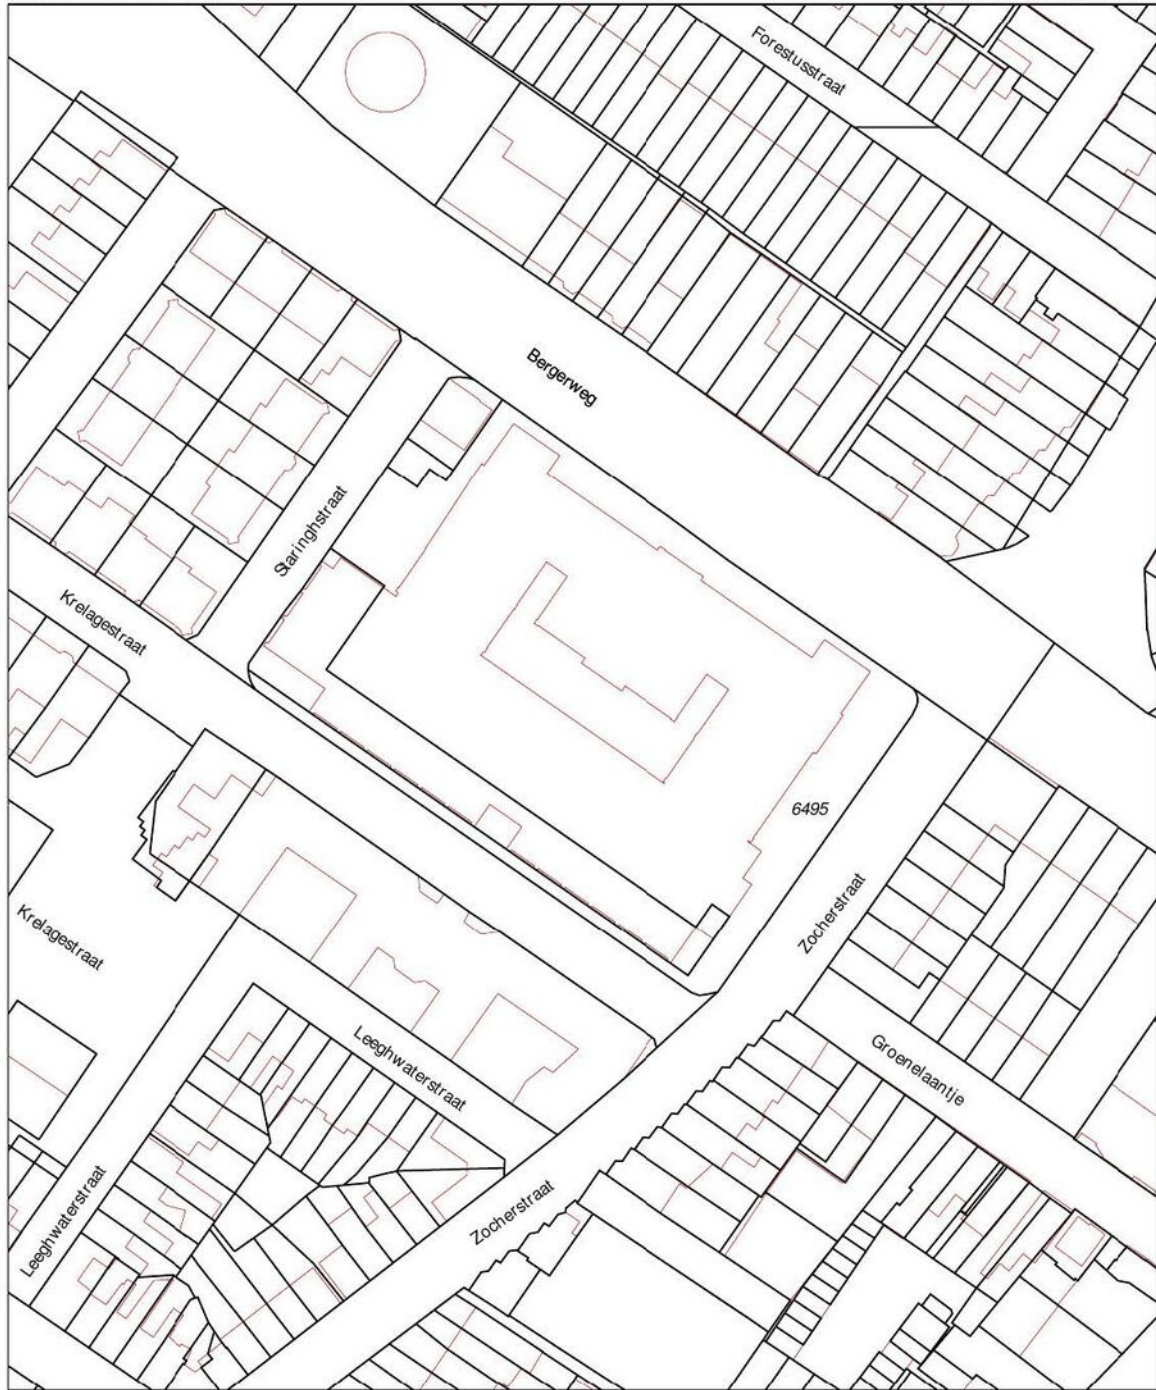 Forestusstraat
Bergerweg
Staringhstraat
Krelagestraat
6495
Zocherstraat
Krelagestraat
Leeghwaterstraat
Groenelaantje
Leeghwaterstraat
Zocherstraat